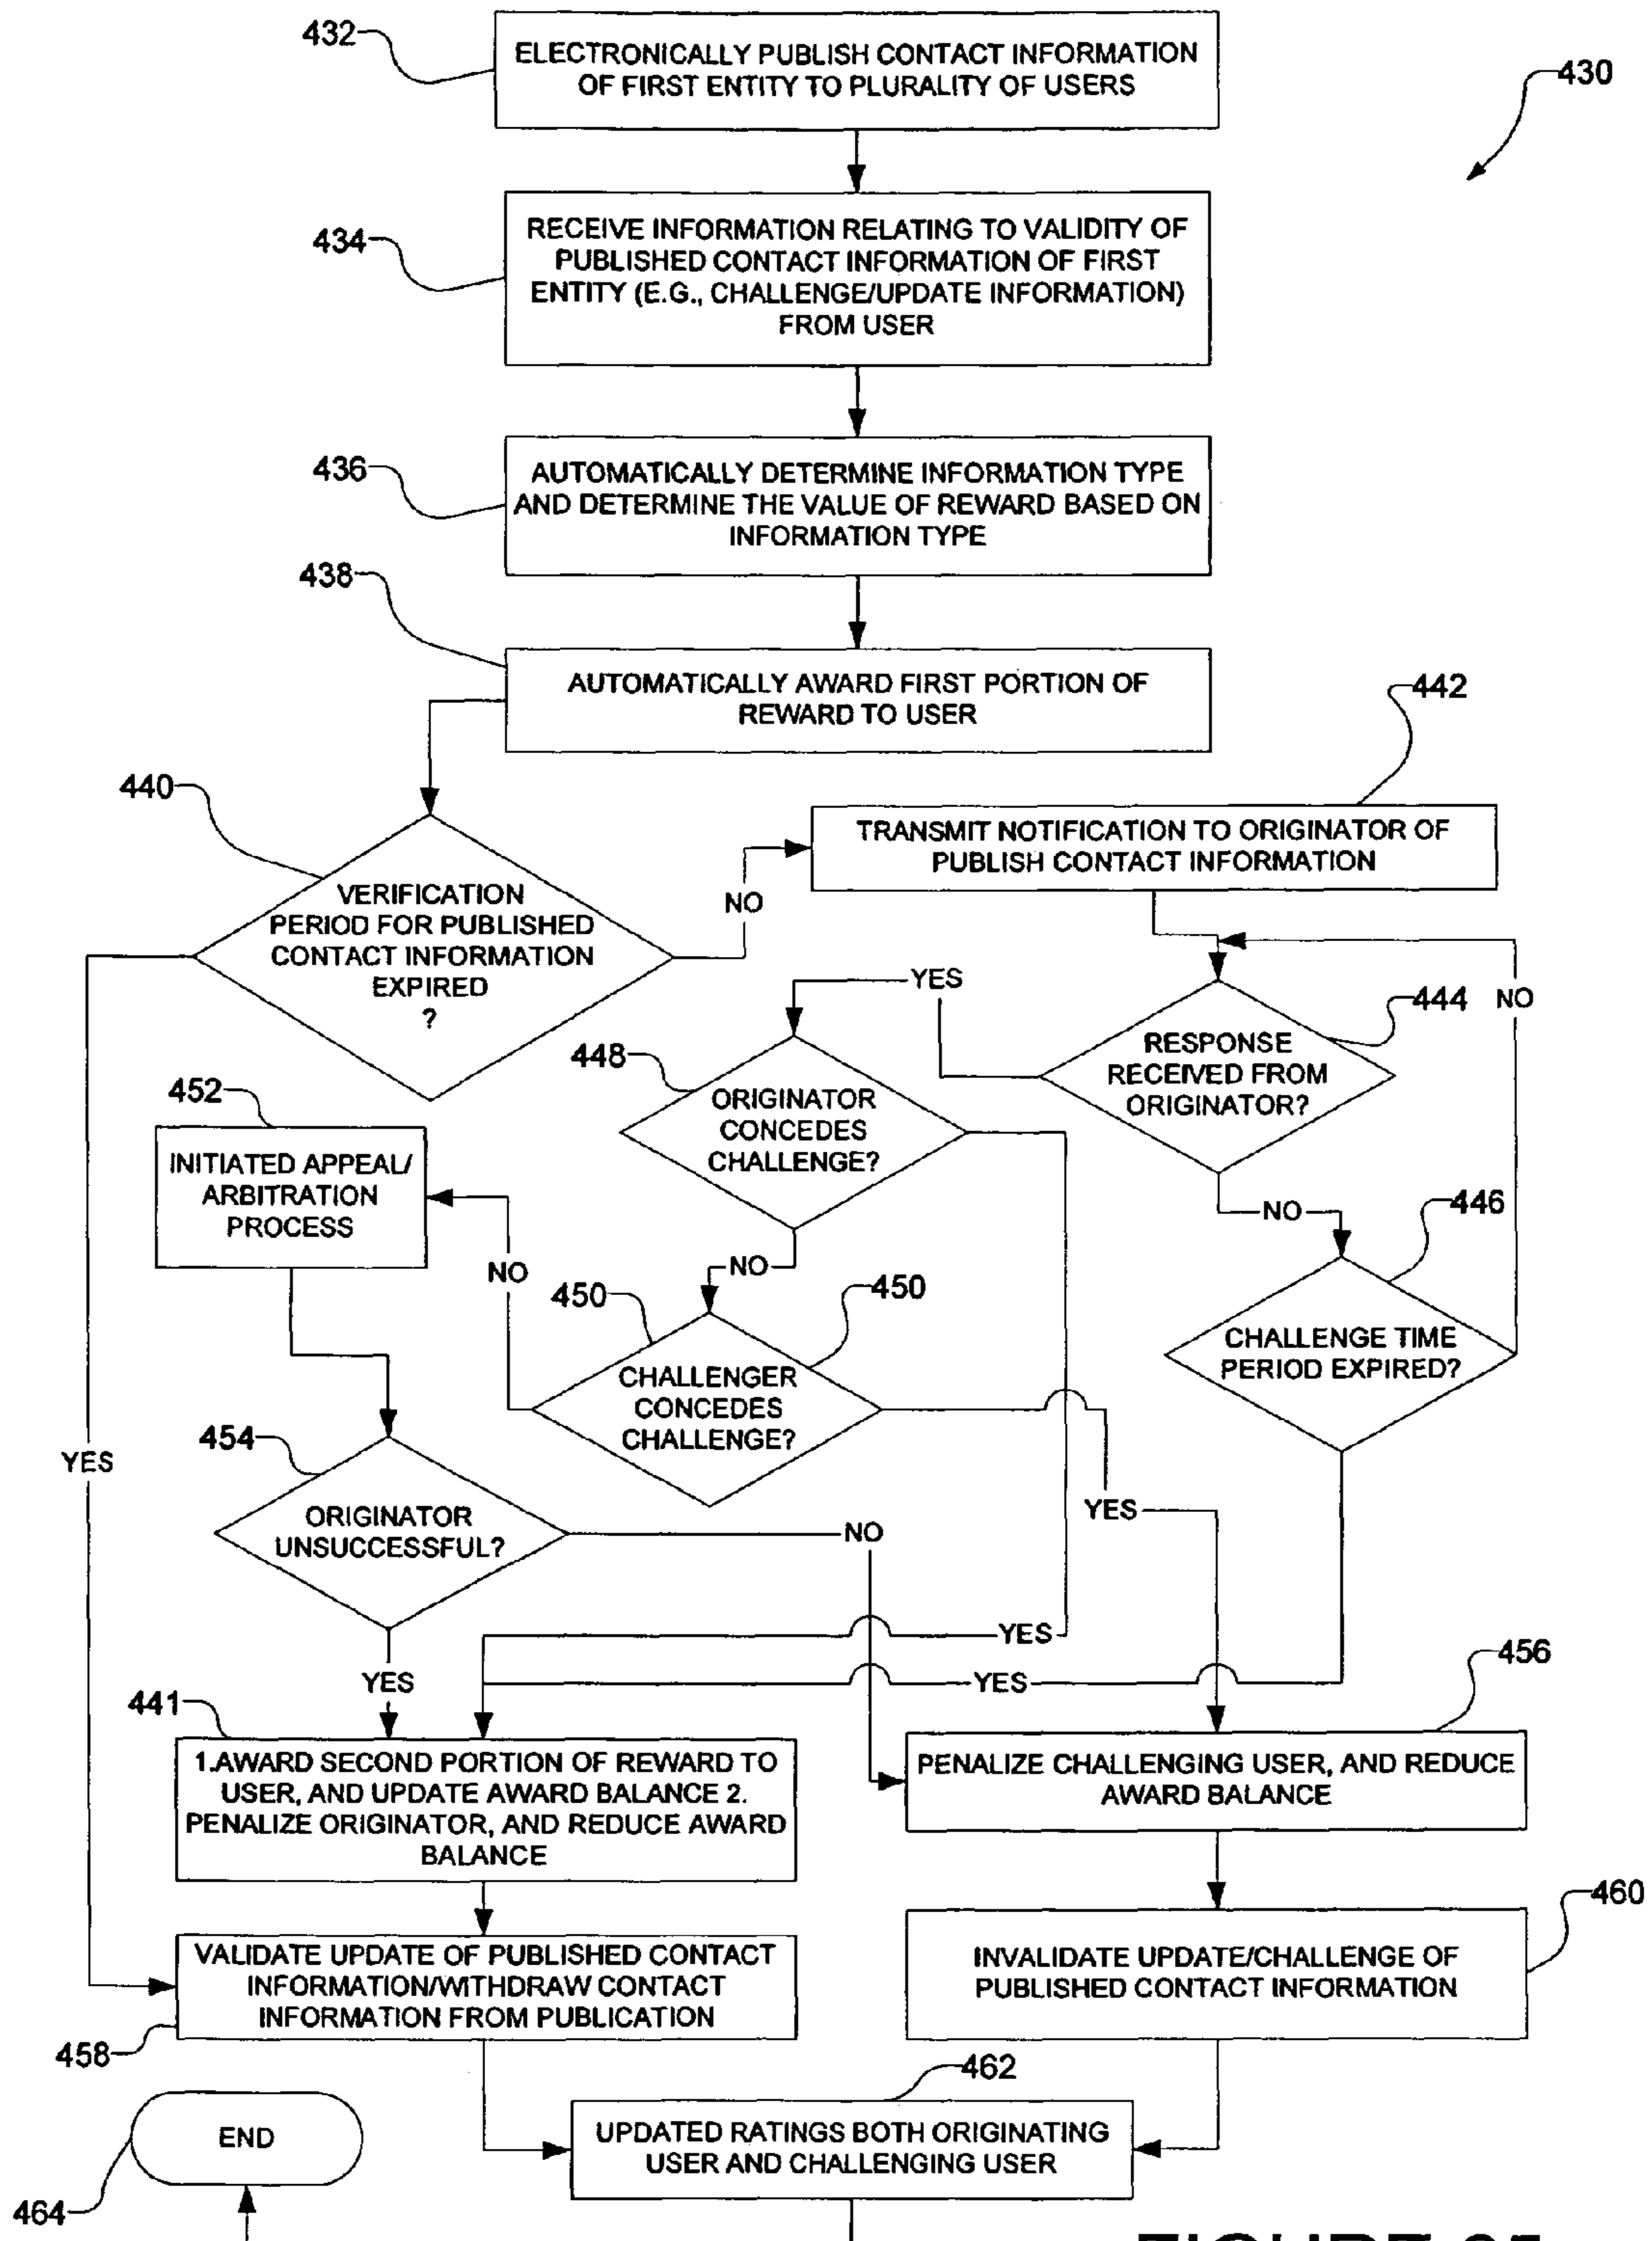 432
ELECTRONICALLY PUBLISH CONTACT INFORMATION
OF FIRST ENTITY TO PLURALITY OF USERS
430
434
RECEIVE INFORMATION RELATING TO VALIDITY OF
PUBLISHED CONTACT INFORMATION OF FIRST
ENTITY (E.G., CHALLENGE/UPDATE INFORMATION)
FROM USER
436
AUTOMATICALLY DETERMINE INFORMATION TYPE
AND DETERMINE THE VALUE OF REWARD BASED ON
INFORMATION TYPE
438
AUTOMATICALLY AWARD FIRST PORTION OF
REWARD TO USER
442
440
TRANSMIT NOTIFICATION TO ORIGINATOR OF
PUBLISH CONTACT INFORMATION
VERIFICATION
PERIOD FOR PUBLISHED
CONTACT INFORMATION
EXPIRED
?
NO
YES
444
NO
RESPONSE
RECEIVED FROM
ORIGINATOR?
448
ORIGINATOR
CONCEDES
CHALLENGE?
452
INITIATED APPEAL/
ARBITRATION
PROCESS
NO
446
NO
NO
450
450
CHALLENGE TIME
PERIOD EXPIRED?
CHALLENGER
CONCEDES
CHALLENGE?
454
YES
YES
ORIGINATOR
UNSUCCESSFUL?
NO
YES
YES
YES
456
441
1.AWARD SECOND PORTION OF REWARD TO
USER, AND UPDATE AWARD BALANCE 2.
PENALIZE ORIGINATOR, AND REDUCE AWARD
BALANCE
PENALIZE CHALLENGING USER, AND REDUCE
AWARD BALANCE
460
VALIDATE UPDATE OF PUBLISHED CONTACT
INFORMATION/WITHDRAW CONTACT
INFORMATION FROM PUBLICATION
INVALIDATE UPDATE/CHALLENGE OF
PUBLISHED CONTACT INFORMATION
458
462
END
UPDATED RATINGS BOTH ORIGINATING
USER AND CHALLENGING USER
464